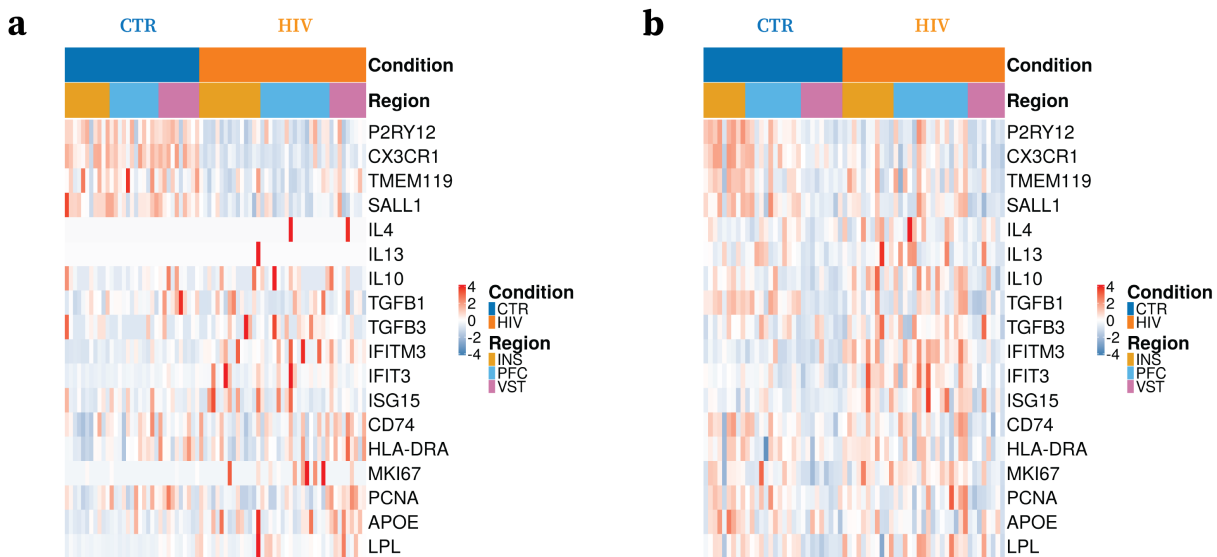 a
CTR
HIV
Condition
Region
P2RY12
CX3CR1
TMEM119
SALL1
IL4
IL13
IL10
TGFB1
TGFB3
IFITM3
IFIT3
ISG15
CD74
HLA-DRA
MKI67
PCNA
APOE
LPL
4
2
0
-2
-4
Condition
CTR
HIV
Region
INS
PFC
VST
b
CTR
HIV
Condition
Region
P2RY12
CX3CR1
TMEM119
SALL1
IL4
IL13
IL10
TGFB1
TGFB3
IFITM3
IFIT3
ISG15
CD74
HLA-DRA
MKI67
PCNA
APOE
LPL
4
2
0
-2
-4
Condition
CTR
HIV
Region
INS
PFC
VST